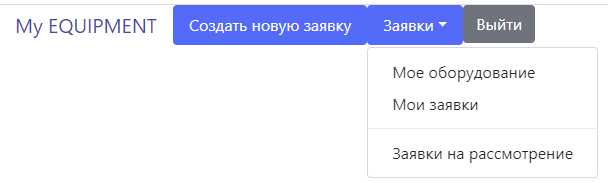 My EQUIPMENT Создать новую заявку Заявки Выйти
Мое оборудование
Мои заявки
Заявки на рассмотрение